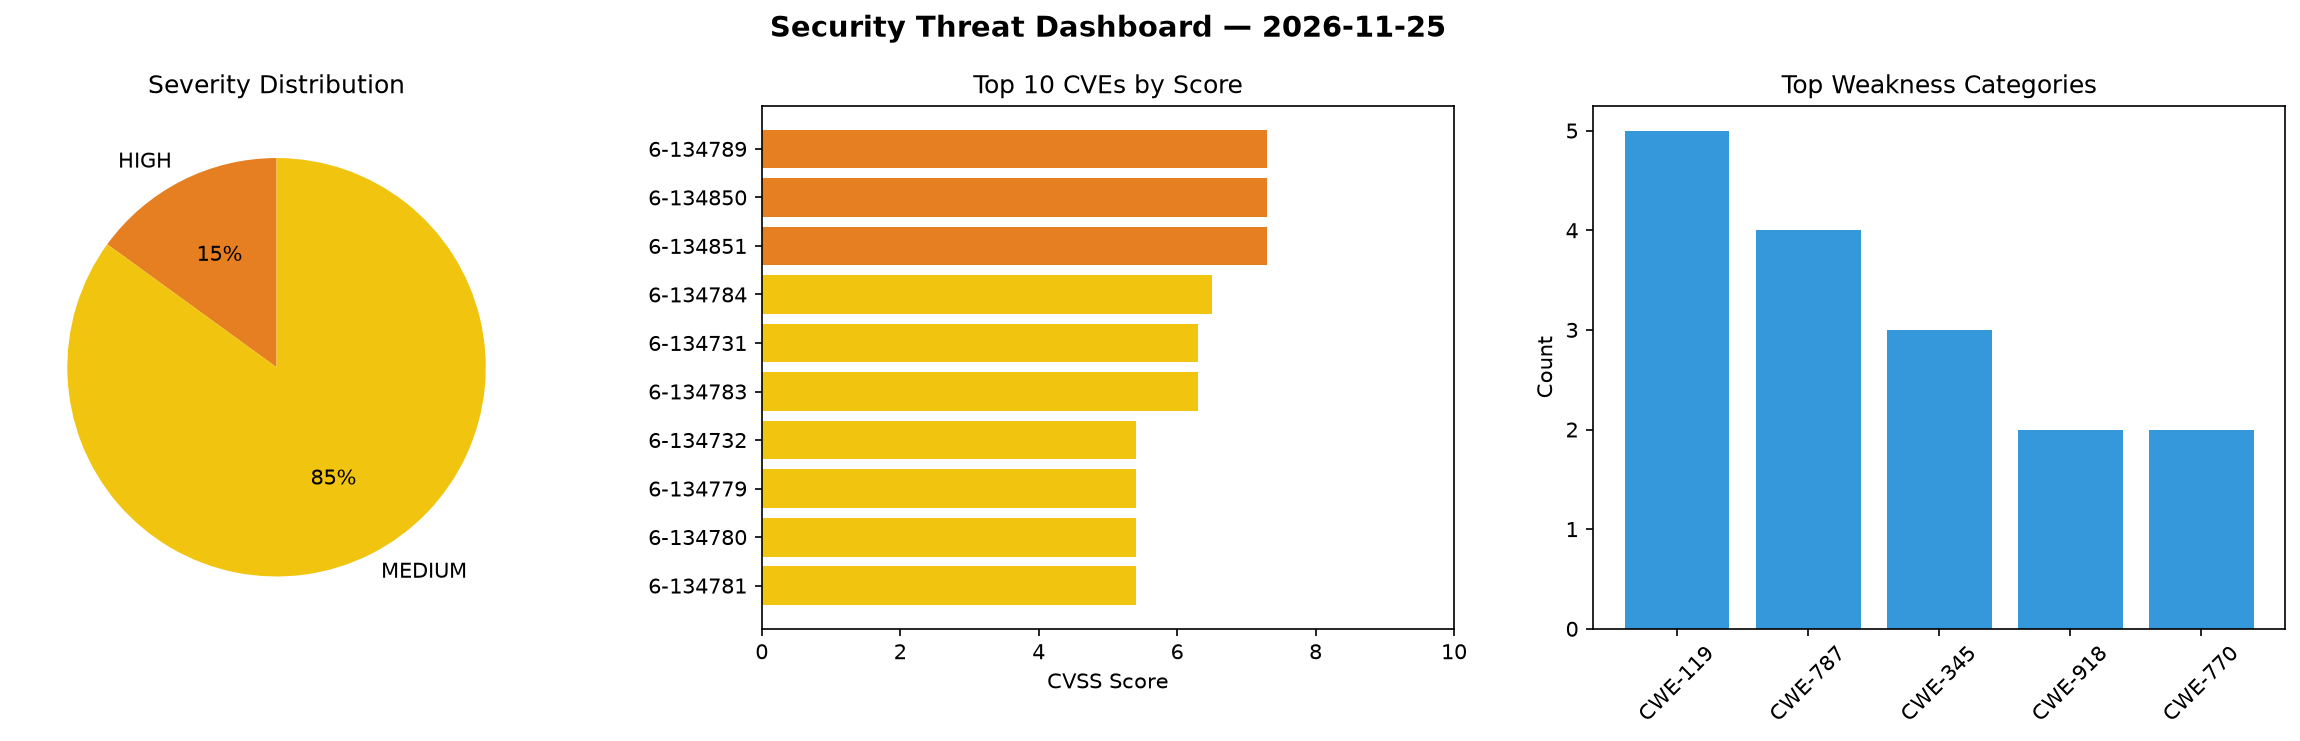 Security Threat Dashboard — 2026-11-25
Severity Distribution
HIGH
15%
85%
MEDIUM
Top 10 CVEs by Score
6-134789
6-134850
6-134851
6-134784
6-134731
6-134783
6-134732
6-134779
6-134780
6-134781
0 2 4 6 8 10
CVSS Score
Top Weakness Categories
Count
5
4
3
2
1
0
CWE-119 CWE-787 CWE-345 CWE-918 CWE-770